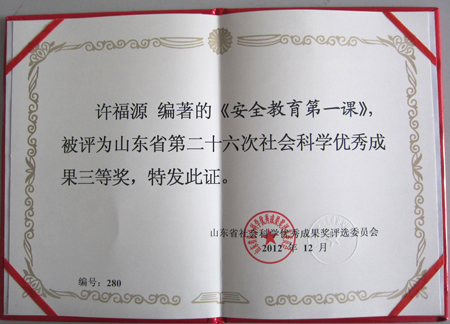 许福源 编著的《安全教育第一课》,
被评为山东省第二十六次社会科学优秀成
果三等奖,特发此证。
山东省社会科学优秀成果奖评选委员会
2012 年 12 月
编号:280